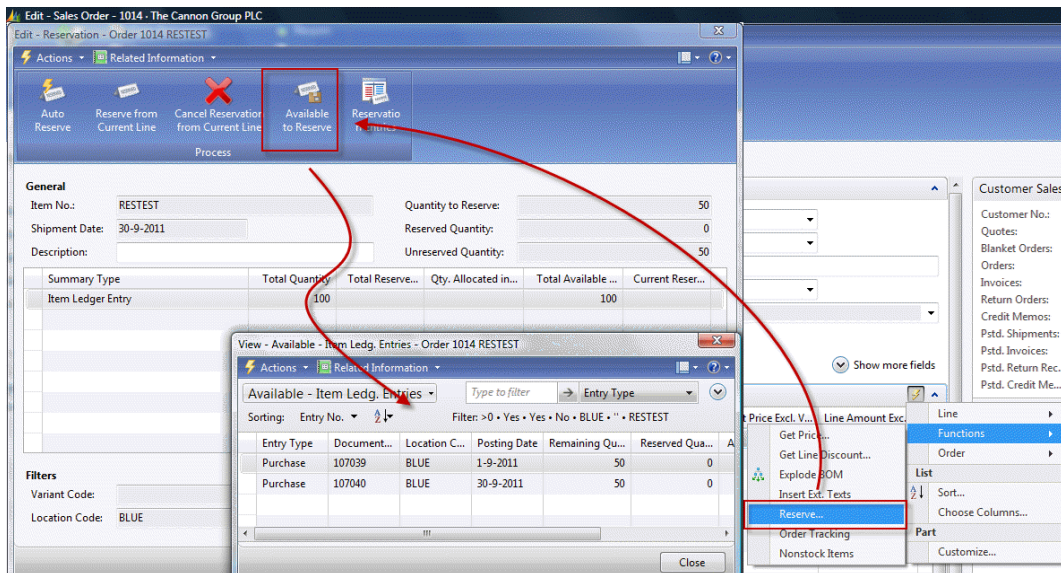 Edit - Sales Order - 1014 · The Cannon Group PLC
Edit - Reservation - Order 1014 RESTEST
Actions
Related Information
Auto Reserve
Reserve from Current Line
Cancel Reservation from Current Line
Available to Reserve
Reservatio
Process
General
Item No.: RESTEST
Quantity to Reserve: 50
Shipment Date: 30-9-2011
Reserved Quantity: 0
Description:
Unreserved Quantity: 50
Summary Type Total Quantity Total Reserve... Qty. Allocated in... Total Available ... Current Reser...
Item Ledger Entry 100 100
Filters
Variant Code:
Location Code: BLUE
View - Available - Item Ledg. Entries - Order 1014 RESTEST
Actions
Related Information
Available - Item Ledg. Entries
Type to filter
Entry Type
Sorting: Entry No.
Filter: >0 • Yes • Yes • No • BLUE • '' • RESTEST
Entry Type Document... Location C... Posting Date Remaining Qu... Reserved Qua... A
Purchase 107039 BLUE 1-9-2011 50 0
Purchase 107040 BLUE 30-9-2011 50 0
Close
Customer Sales
Customer No.:
Quotes:
Blanket Orders:
Orders:
Invoices:
Return Orders:
Credit Memos:
Pstd. Shipments:
Pstd. Invoices:
Pstd. Return Rec.
Pstd. Credit Me...
Show more fields
t Price Excl. V... Line Amount Exc.
Get Price...
Get Line Discount...
Explode BOM
Insert Ext. Texts
Reserve...
Order Tracking
Nonstock Items
Line
Functions
Order
List
Sort...
Choose Columns...
Part
Customize...